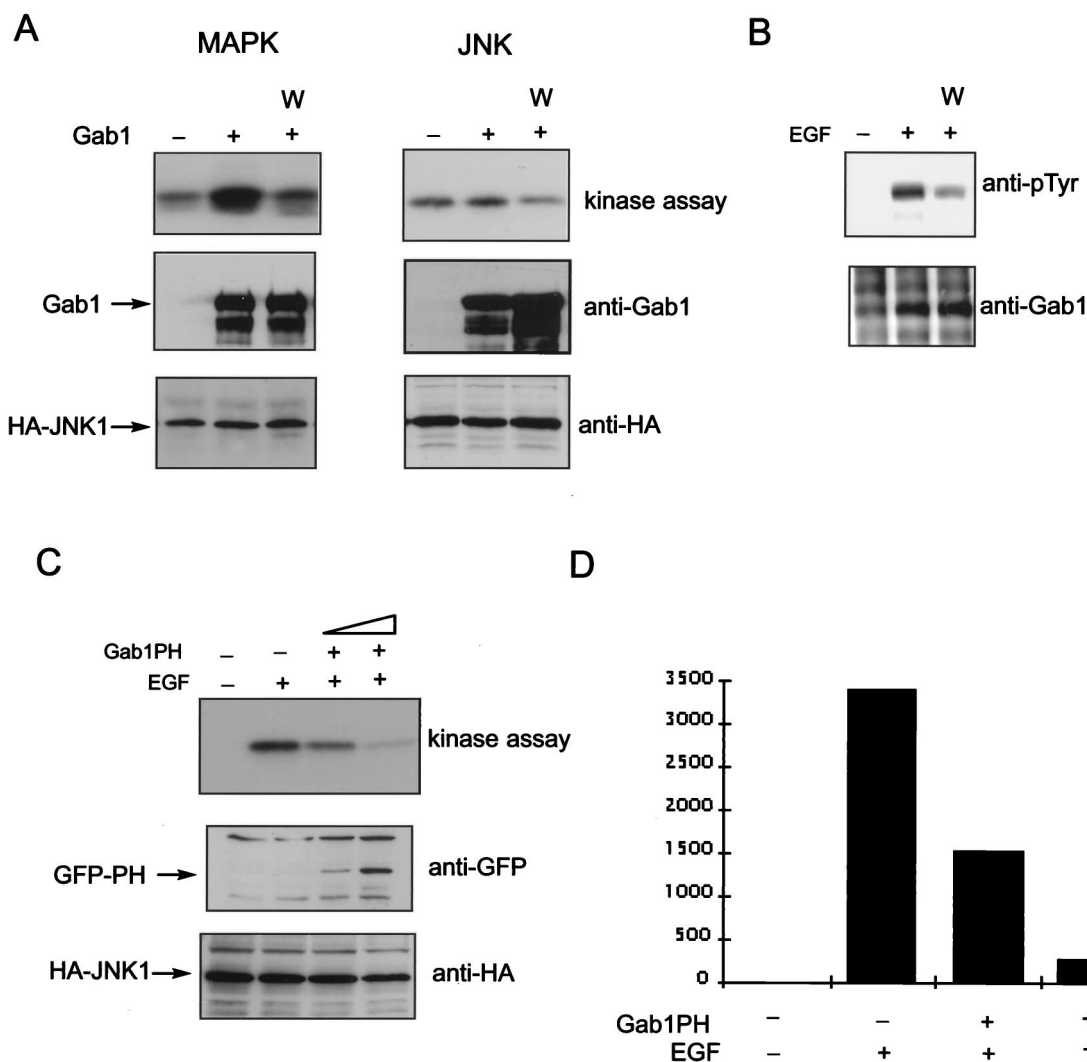 A
MAPK
JNK
W
W
Gab1 – + + – + +
kinase assay
Gab1
anti-Gab1
HA-JNK1
anti-HA
B
W
EGF – + +
anti-pTyr
anti-Gab1
C
Gab1PH – – + +
EGF – + + +
kinase assay
GFP-PH
anti-GFP
HA-JNK1
anti-HA
D
3500
3000
2500
2000
1500
1000
500
0
Gab1PH – – +
EGF – + +